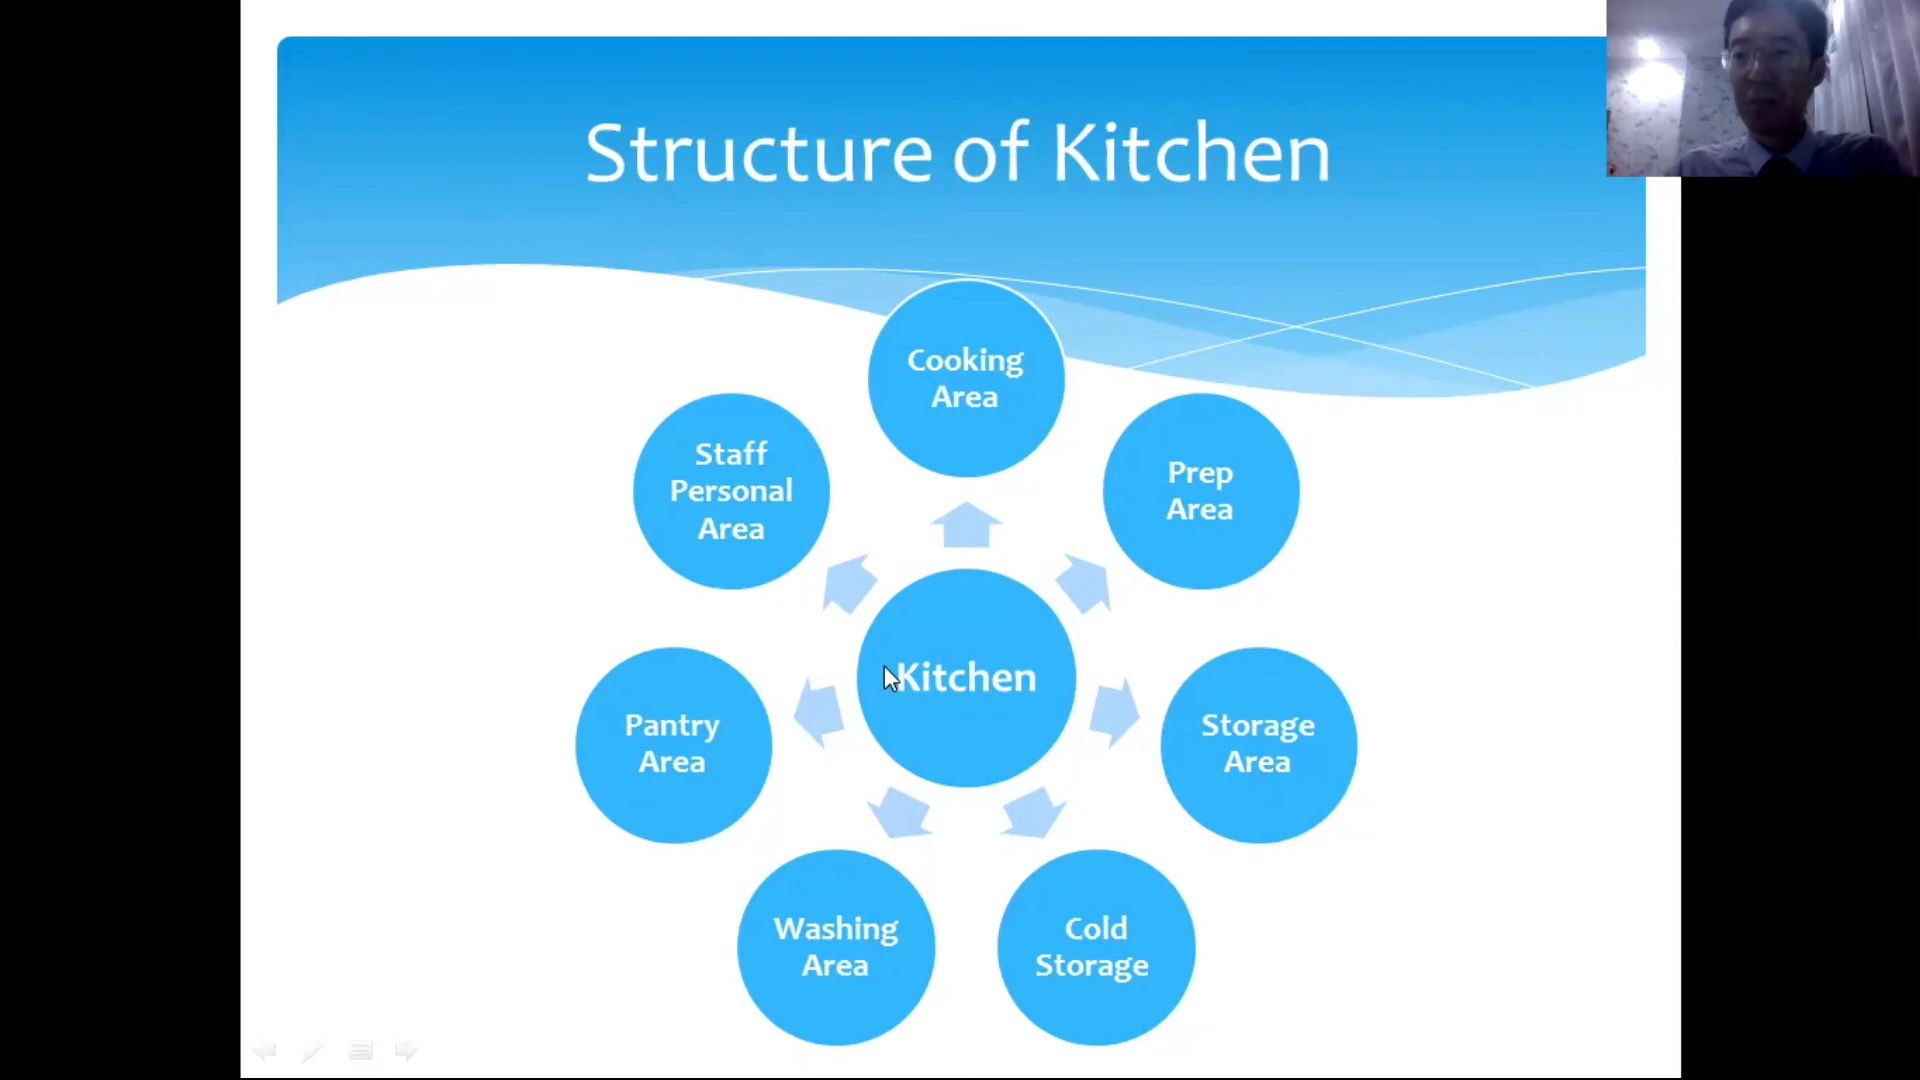 Structure of Kitchen
Cooking
Area
Prep
Area
Storage
Area
Cold
Storage
Washing
Area
Pantry
Area
Staff
Personal
Area
Kitchen